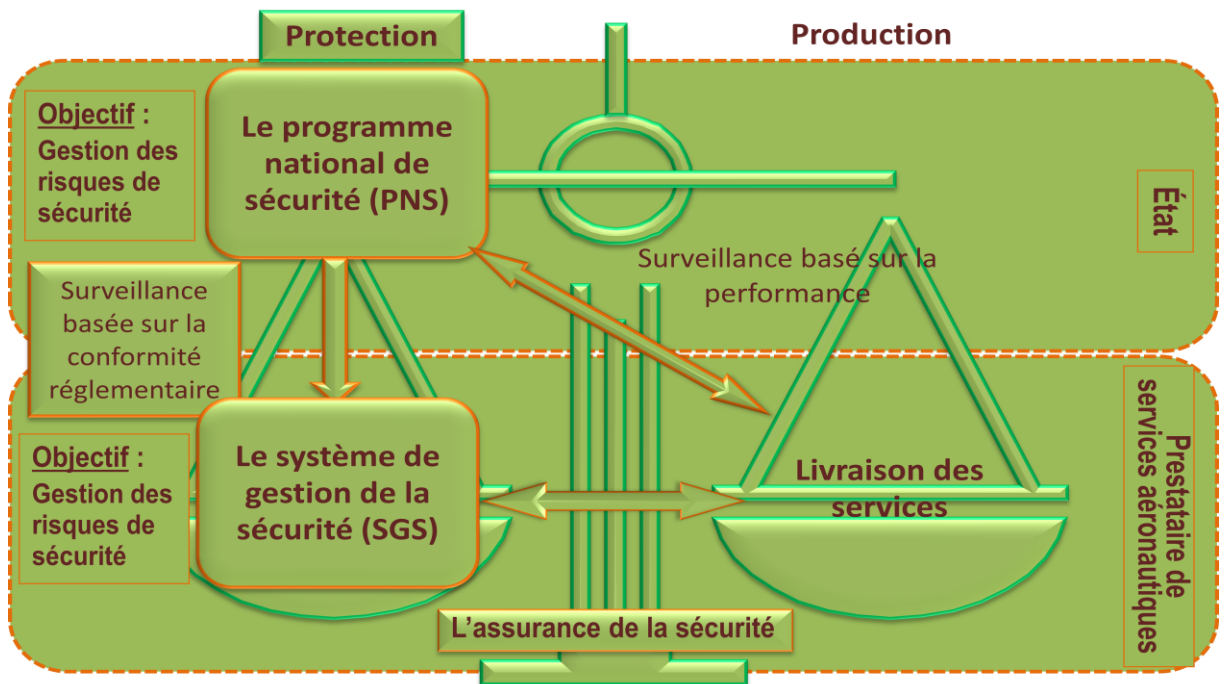 Protection
Production
Objectif :
Gestion des
risques de
sécurité
Le programme
national de
sécurité (PNS)
État
Surveillance basé sur la
performance
Surveillance
basée sur la
conformité
réglementaire
Objectif :
Gestion des
risques de
sécurité
Le système de
gestion de la
sécurité (SGS)
Livraison des
services
Prestataire de
services aéronautiques
L’assurance de la sécurité